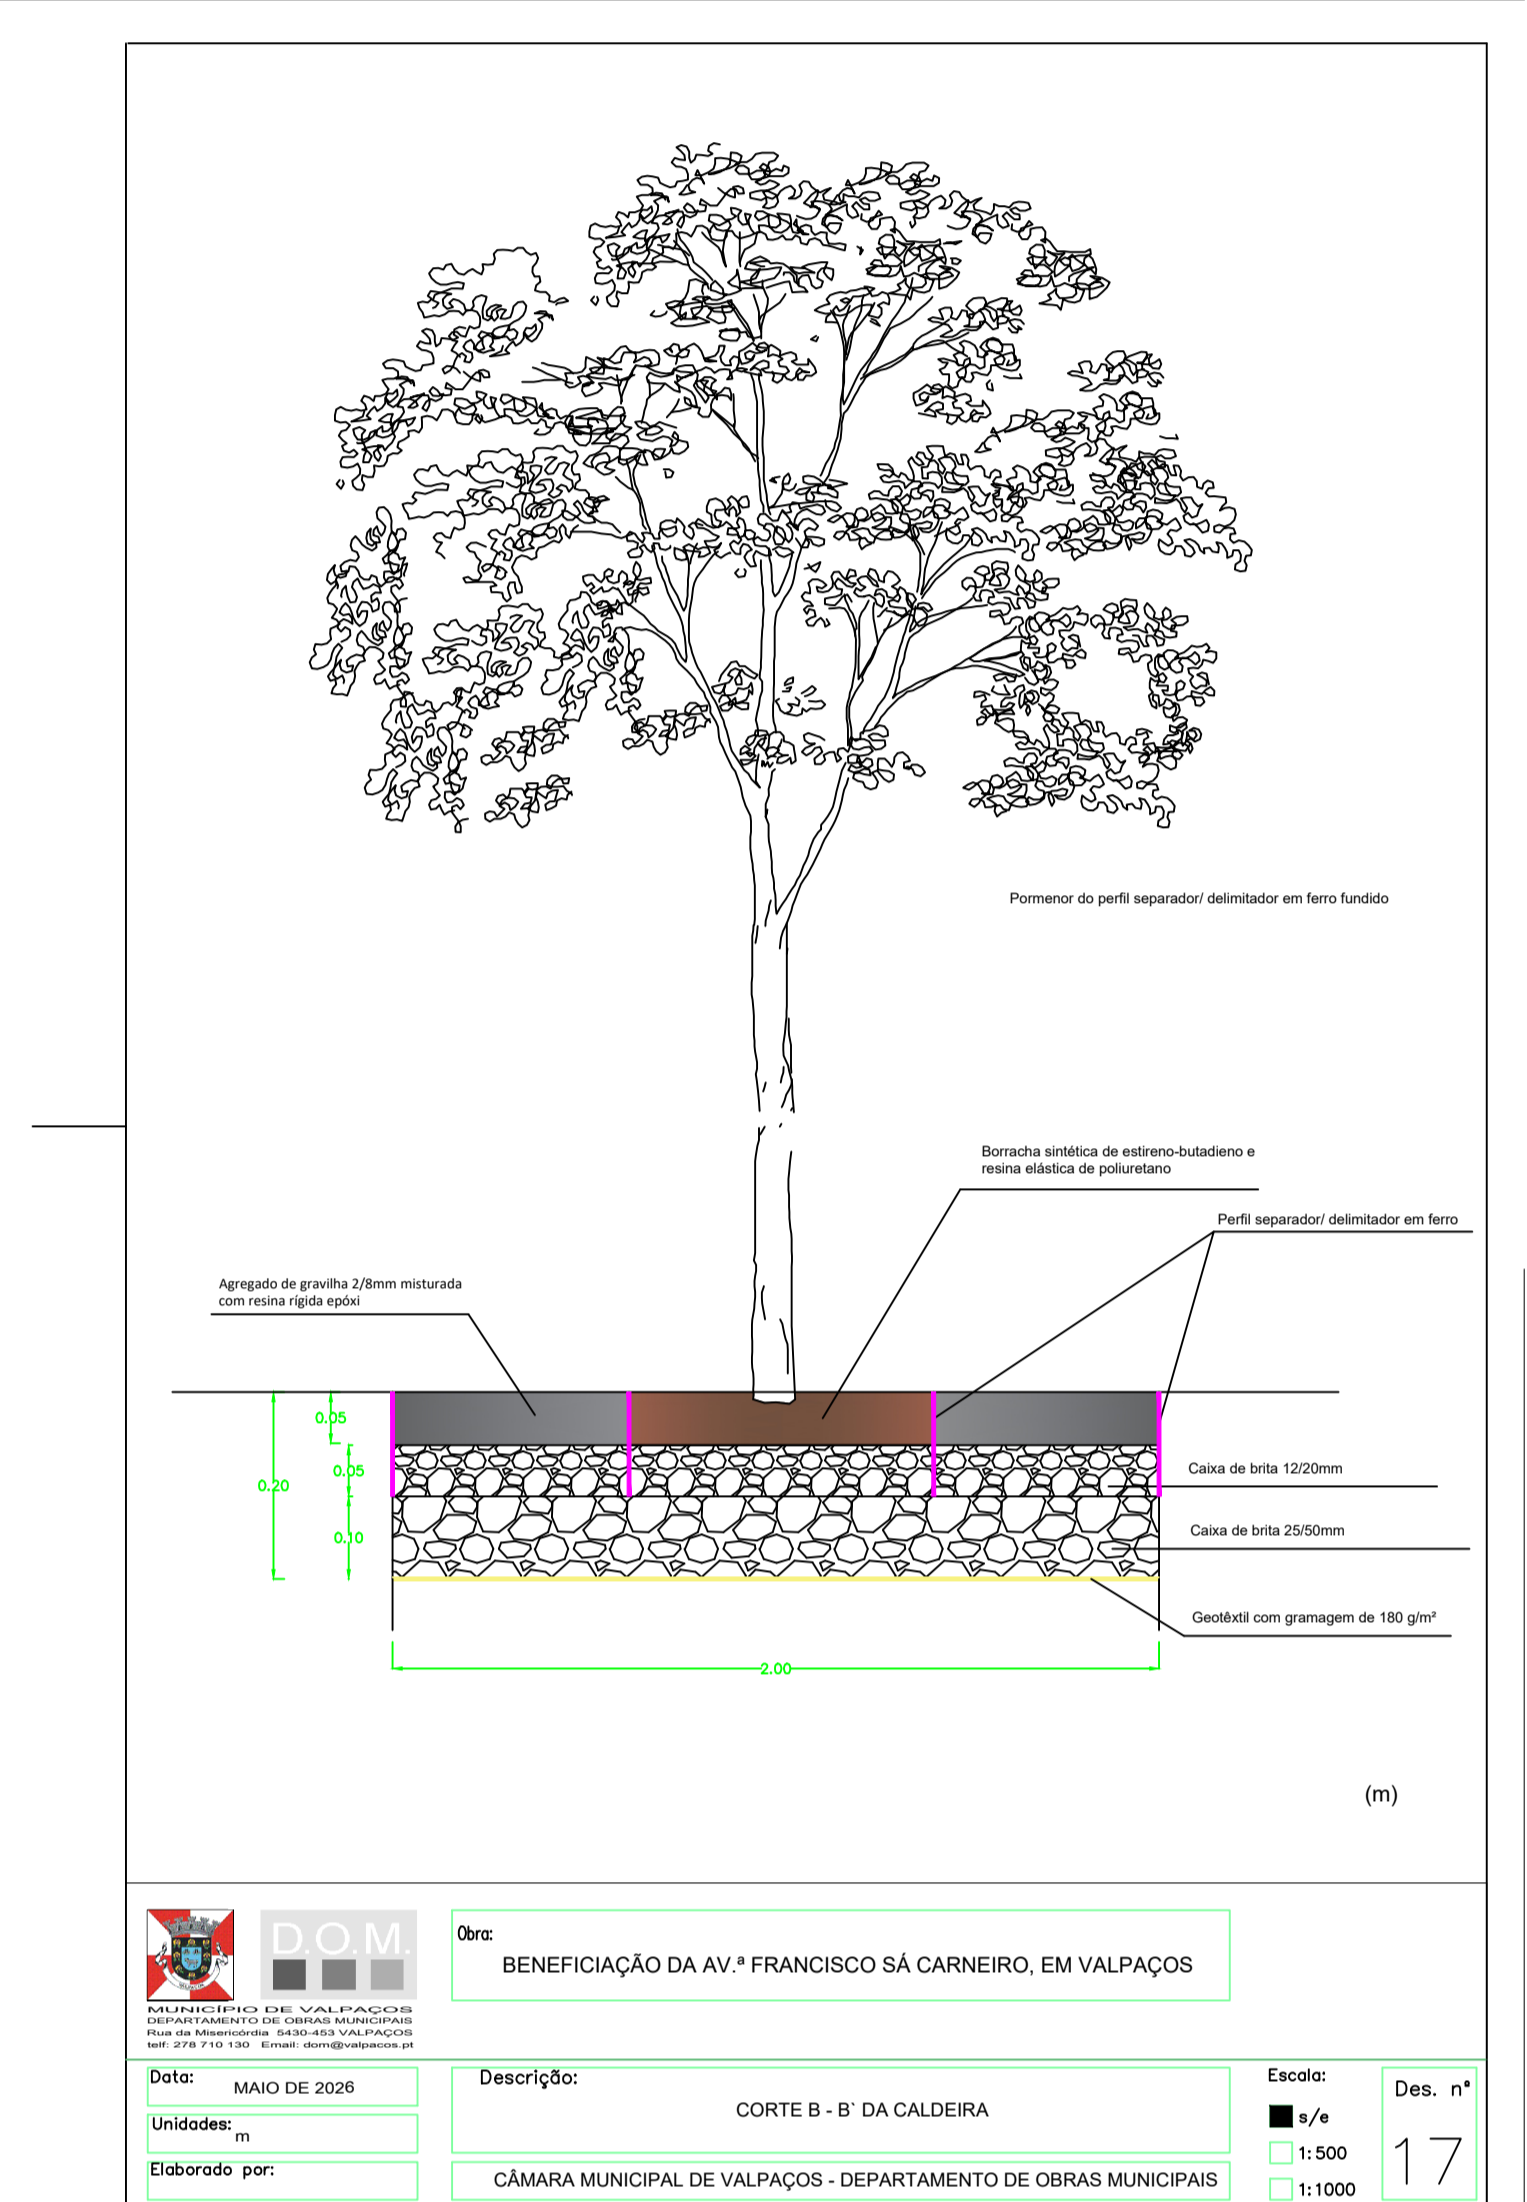 Pormenor do perfil separador/ delimitador em ferro fundido
Borracha sintética de estireno-butadieno e
resina elástica de poliuretano
Perfil separador/ delimitador em ferro
Agregado de gravilha 2/8mm misturada
com resina rígida epóxi
0.05
0.05
0.20
0.10
Caixa de brita 12/20mm
Caixa de brita 25/50mm
Geotêxtil com gramagem de 180 g/m²
2.00
(m)
D.O.M.
MUNICÍPIO DE VALPAÇOS
DEPARTAMENTO DE OBRAS MUNICIPAIS
Rua da Misericórdia 5430-453 VALPAÇOS
telf: 278 710 130 Email: dom@valpacos.pt
Obra:
BENEFICIAÇÃO DA AV.ª FRANCISCO SÁ CARNEIRO, EM VALPAÇOS
Data:
MAIO DE 2026
Unidades:
m
Elaborado por:
Descrição:
CORTE B - B` DA CALDEIRA
CÂMARA MUNICIPAL DE VALPAÇOS - DEPARTAMENTO DE OBRAS MUNICIPAIS
Escala:
s/e
1:500
1:1000
Des. nº
17